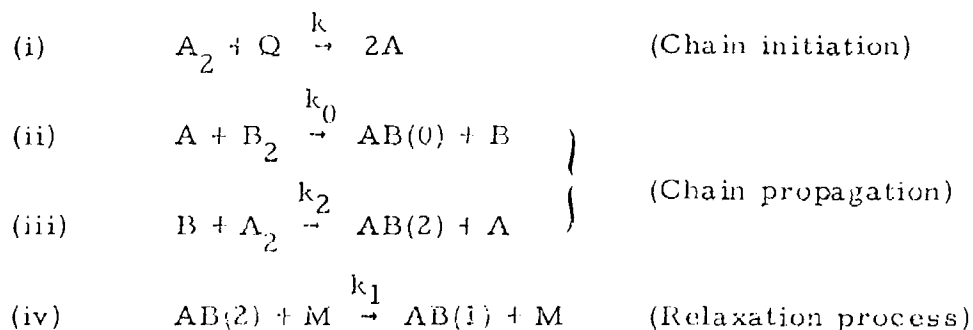 (i) A₂ + Q →ᵏ 2A (Chain initiation)
(ii) A + B₂ →ᵏ⁰ AB(0) + B
(Chain propagation)
(iii) B + A₂ →ᵏ² AB(2) + A
(iv) AB(2) + M →ᵏ¹ AB(1) + M (Relaxation process)